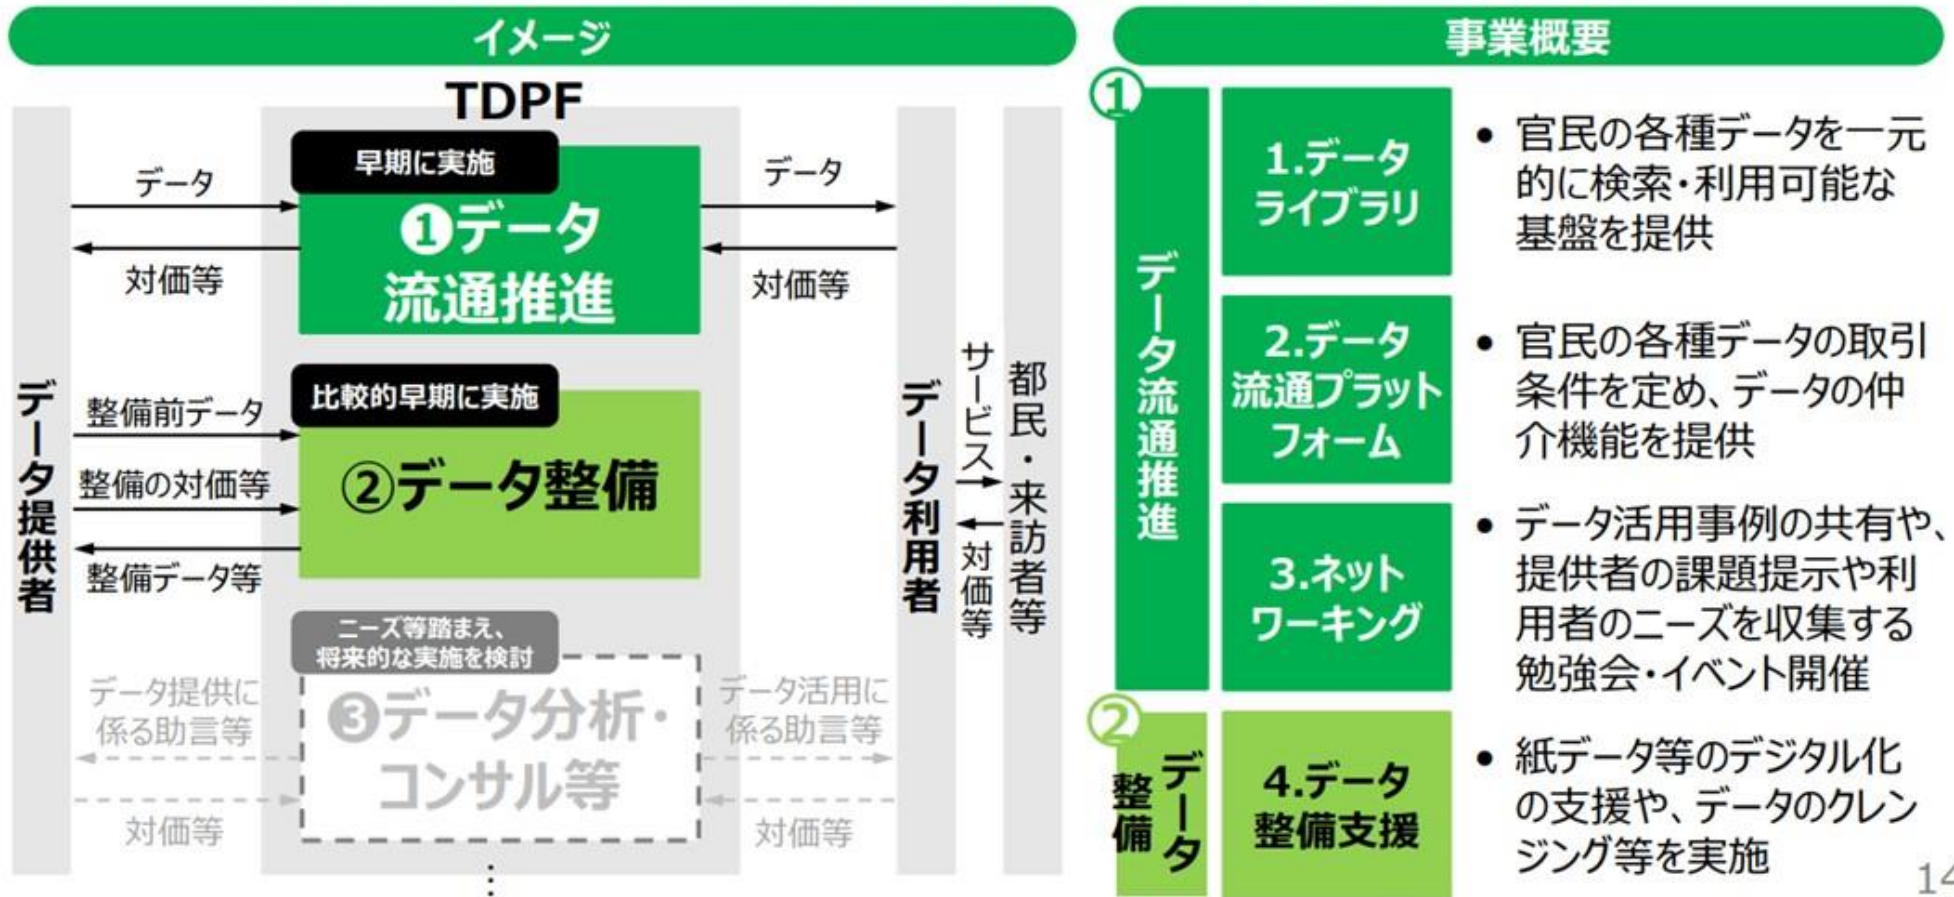 イメージ
TDPF
早期に実施
❶データ
流通推進
データ
対価等
データ
対価等
比較的早期に実施
②データ整備
整備前データ
整備の対価等
整備データ等
ニーズ等踏まえ、
将来的な実施を検討
❸データ分析・
コンサル等
データ提供に
係る助言等
対価等
データ活用に
係る助言等
対価等
⋮
データ提供者
データ利用者
サービス
対価等
都民・来訪者等
事業概要
①
データ流通推進
1.データ
ライブラリ
• 官民の各種データを一元
的に検索・利用可能な
基盤を提供
2.データ
流通プラット
フォーム
• 官民の各種データの取引
条件を定め、データの仲
介機能を提供
3.ネット
ワーキング
• データ活用事例の共有や、
提供者の課題提示や利
用者のニーズを収集する
勉強会・イベント開催
②
データ
整備
4.データ
整備支援
• 紙データ等のデジタル化
の支援や、データのクレン
ジング等を実施
14